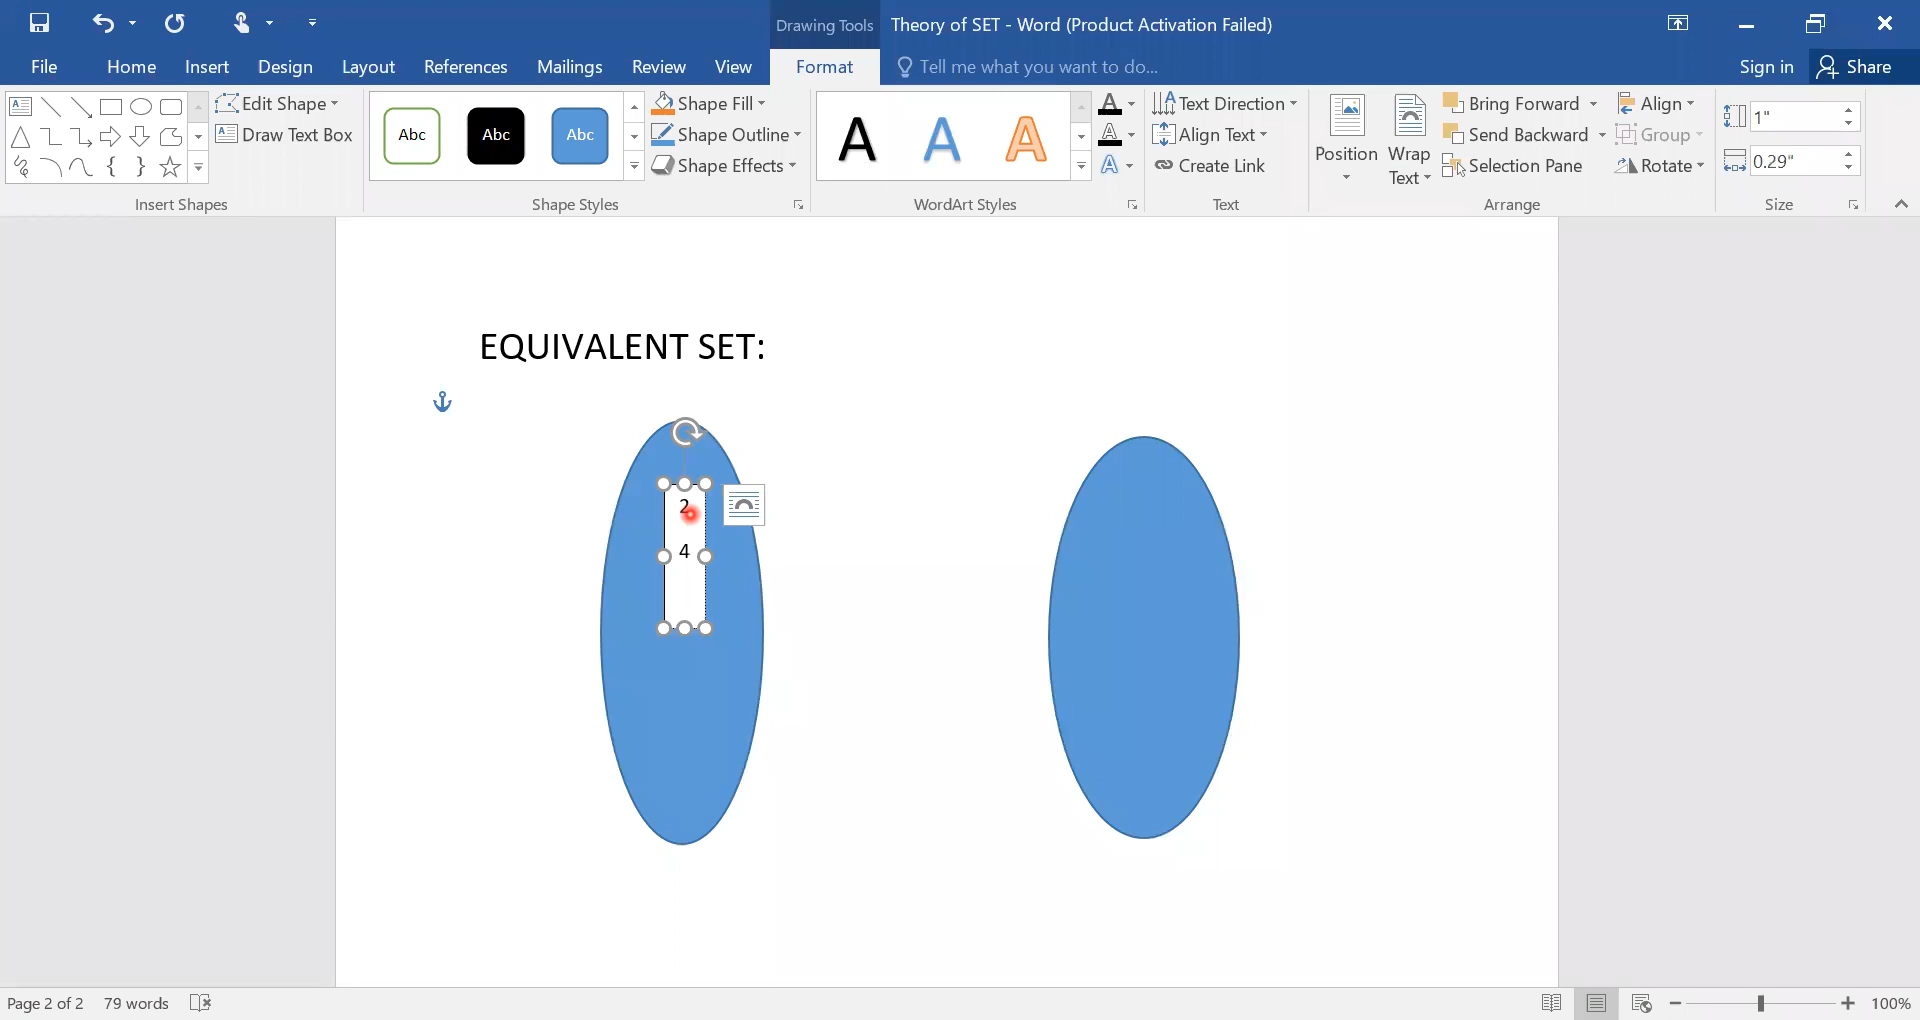 Drawing Tools
Theory of SET - Word (Product Activation Failed)
File Home Insert Design Layout References Mailings Review View Format Tell me what you want to do... Sign in Share
Edit Shape
Draw Text Box
Insert Shapes
Abc Abc Abc
Shape Fill
Shape Outline
Shape Effects
Shape Styles
A A A
WordArt Styles
A
A
A
Text Direction
Align Text
Create Link
Text
Position
Wrap
Text
Bring Forward
Send Backward
Selection Pane
Align
Group
Rotate
Arrange
1"
0.29"
Size
EQUIVALENT SET:
2
4
Page 2 of 2 79 words
100%